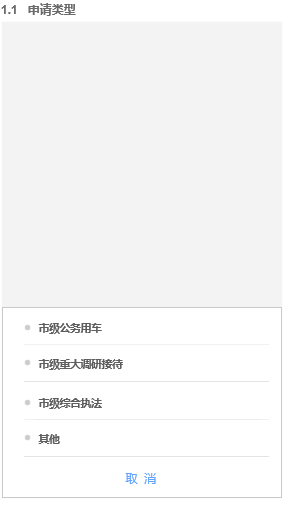 1.1 申请类型
市级公务用车
市级重大调研接待
市级综合执法
其他
取 消